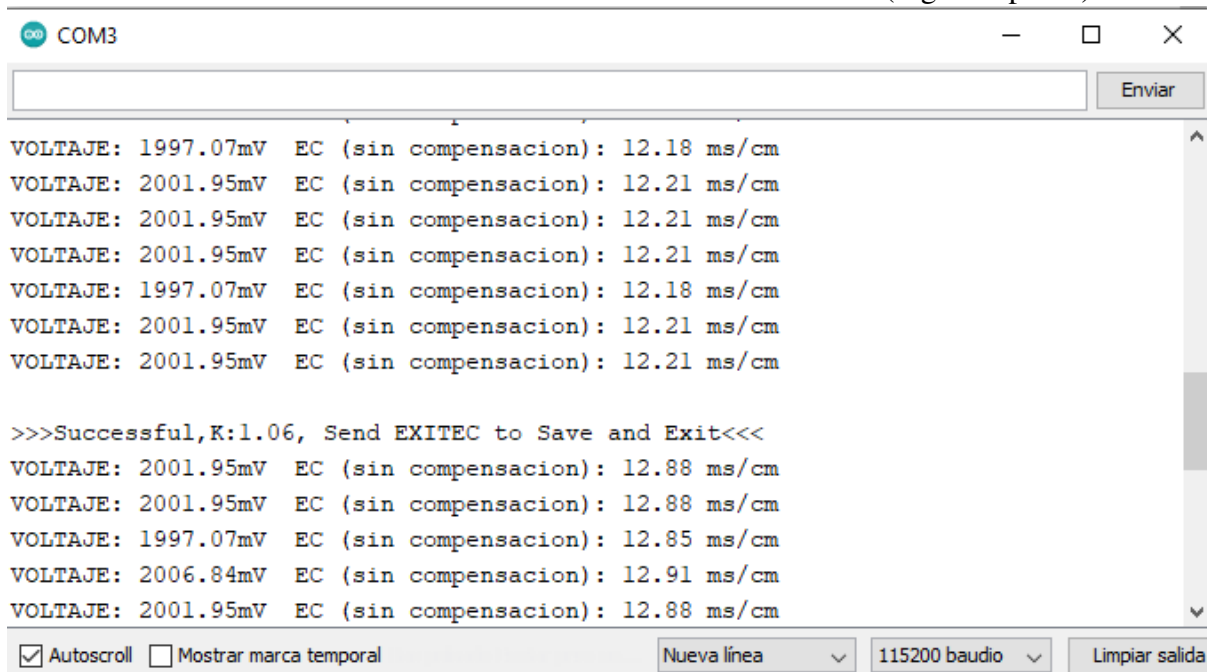 COM3
Enviar
VOLTAJE: 1997.07mV  EC (sin compensacion): 12.18 ms/cm
VOLTAJE: 2001.95mV  EC (sin compensacion): 12.21 ms/cm
VOLTAJE: 2001.95mV  EC (sin compensacion): 12.21 ms/cm
VOLTAJE: 2001.95mV  EC (sin compensacion): 12.21 ms/cm
VOLTAJE: 1997.07mV  EC (sin compensacion): 12.18 ms/cm
VOLTAJE: 2001.95mV  EC (sin compensacion): 12.21 ms/cm
VOLTAJE: 2001.95mV  EC (sin compensacion): 12.21 ms/cm
>>>Successful,K:1.06, Send EXITEC to Save and Exit<<<
VOLTAJE: 2001.95mV  EC (sin compensacion): 12.88 ms/cm
VOLTAJE: 2001.95mV  EC (sin compensacion): 12.88 ms/cm
VOLTAJE: 1997.07mV  EC (sin compensacion): 12.85 ms/cm
VOLTAJE: 2006.84mV  EC (sin compensacion): 12.91 ms/cm
VOLTAJE: 2001.95mV  EC (sin compensacion): 12.88 ms/cm
Autoscroll Mostrar marca temporal Nueva línea 115200 baudio Limpiar salida